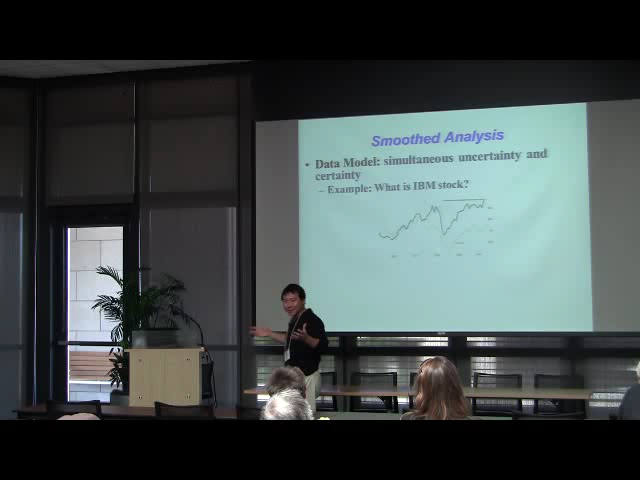 Smoothed Analysis
• Data Model: simultaneous uncertainty and
certainty
– Example: What is IBM stock?